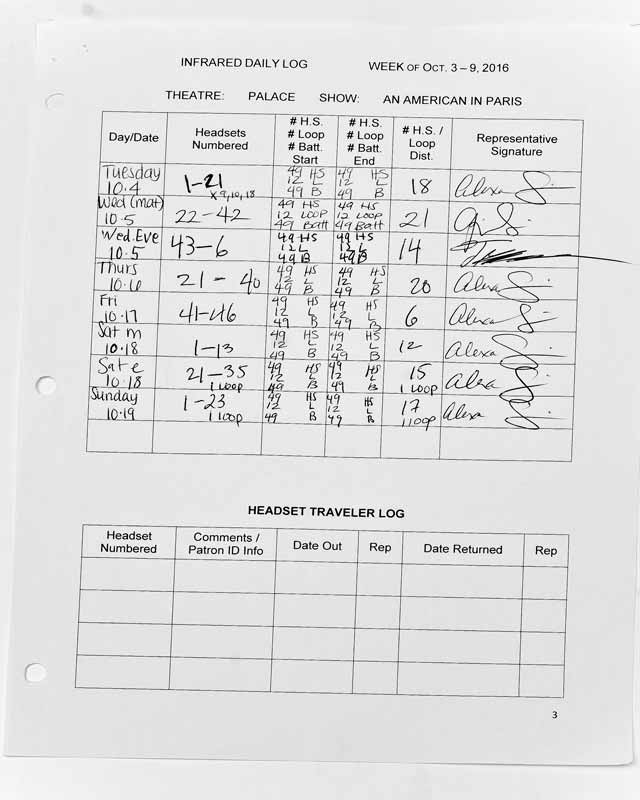 INFRARED DAILY LOG WEEK OF OCT. 3 – 9, 2016
THEATRE: PALACE SHOW: AN AMERICAN IN PARIS
Day/Date Headsets Numbered # H.S. # Loop # Batt. Start # H.S. # Loop # Batt. End # H.S. / Loop Dist. Representative Signature
Tuesday 10.4 1-21 x 9,10,18 49 HS 12 L 49 B 49 HS 12 L 49 B 18 Alexa
Wed (mat) 10.5 22-42 49 HS 12 LOOP 49 Batt 49 HS 12 LOOP 49 Batt 21
Wed.Eve 10.5 43-6 49 HS 12 L 49 B 49 HS 12 L 49 B 14
Thurs 10.6 21-40 49 HS 12 L 49 B 49 HS 12 L 49 B 20 Alexa
Fri 10.17 41-46 49 HS 12 L 49 B 49 HS 12 L 49 B 6 Alexa
Sat m 10.18 1-13 49 HS 12 L 49 B 49 HS 12 L 49 B 12 Alexa
Sat e 10.18 21-35 1 LOOP 49 HS 12 L 49 B 49 HS 12 L 49 B 15 1 LOOP Alexa
Sunday 10.19 1-23 1 loop 49 HS 12 L 49 B 49 HS 12 L 49 B 17 1 loop Alexa
HEADSET TRAVELER LOG
Headset Numbered Comments / Patron ID Info Date Out Rep Date Returned Rep
3